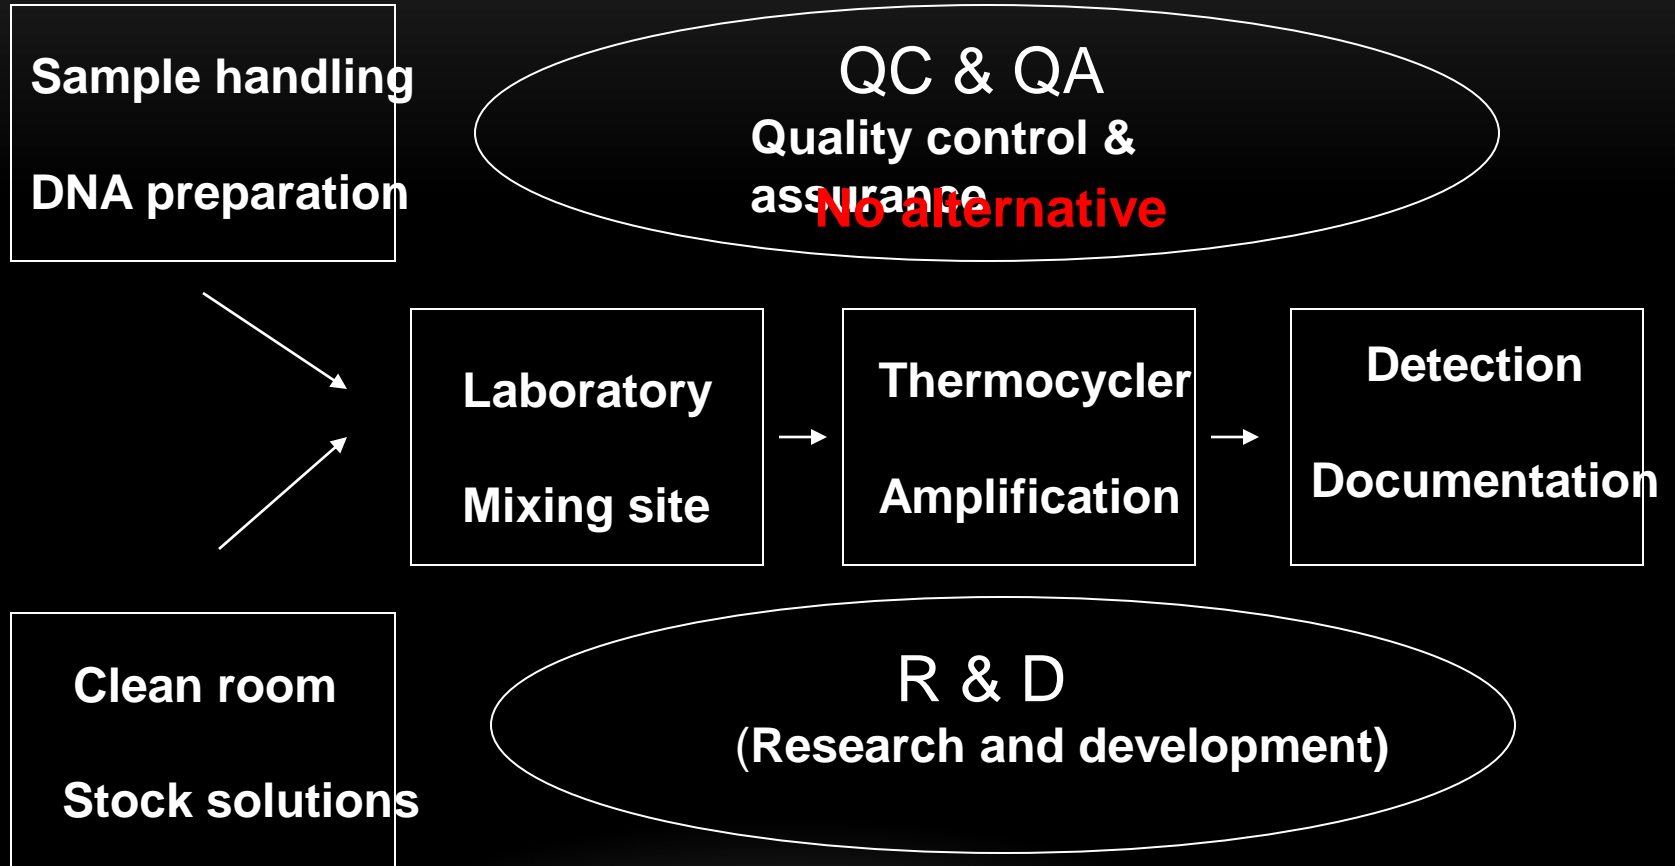 Sample handling
DNA preparation
QC & QA
Quality control &
assurance
No alternative
Laboratory
Mixing site
Thermocycler
Amplification
Detection
Documentation
Clean room
Stock solutions
R & D
(Research and development)